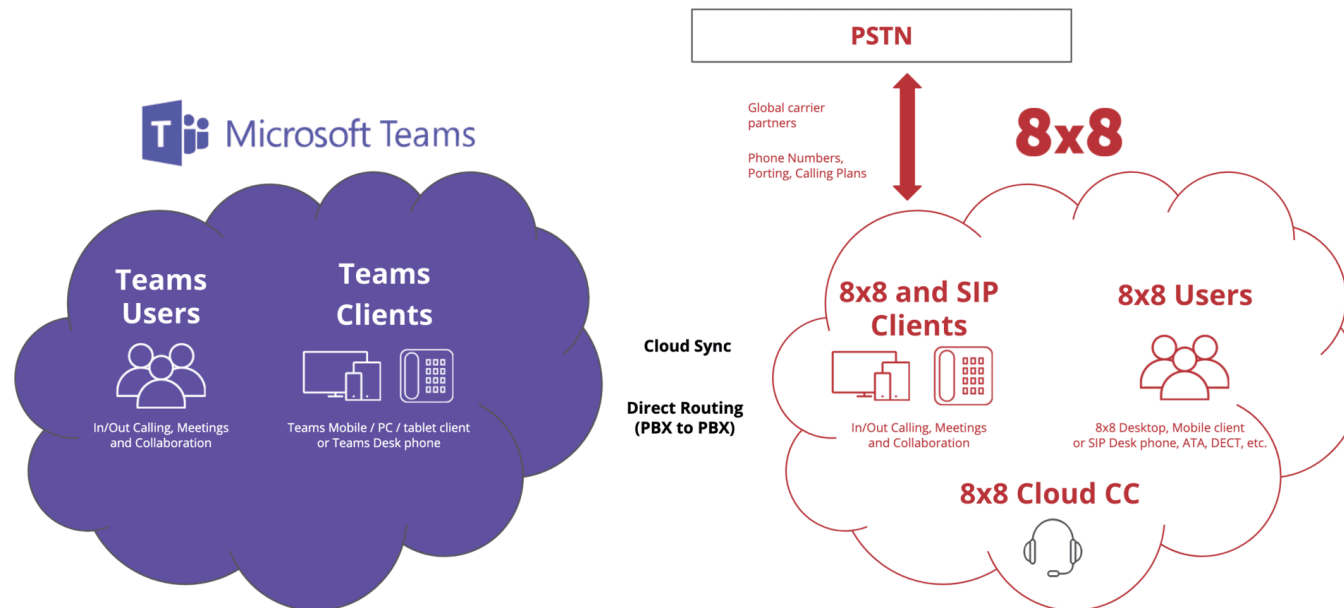 PSTN
Global carrier
partners
Phone Numbers,
Porting, Calling Plans
T
Microsoft Teams
8x8
Teams
Users
In/Out Calling, Meetings
and Collaboration
Teams
Clients
Teams Mobile / PC / tablet client
or Teams Desk phone
Cloud Sync
Direct Routing
(PBX to PBX)
8x8 and SIP
Clients
In/Out Calling, Meetings
and Collaboration
8x8 Users
8x8 Desktop, Mobile client
or SIP Desk phone, ATA, DECT, etc.
8x8 Cloud CC